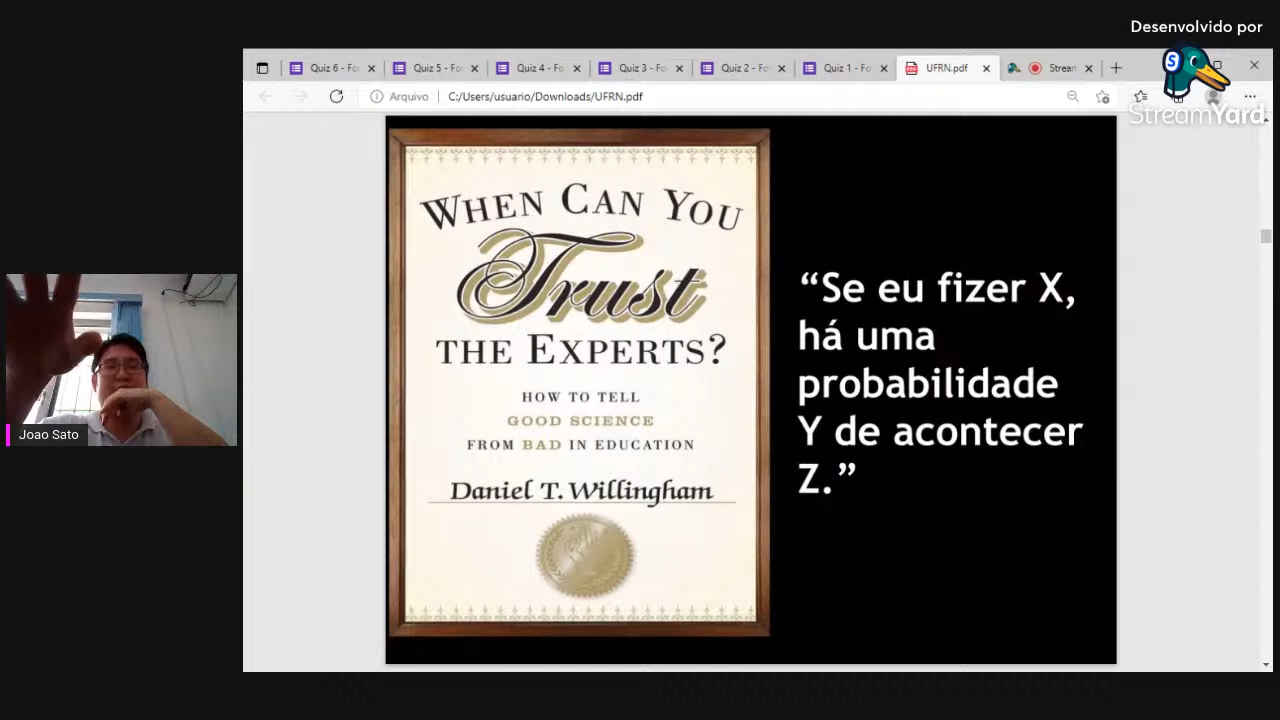 Desenvolvido por
StreamYard
Quiz 6 - Fo
Quiz 5 - Fo
Quiz 4 - Fo
Quiz 3 - Fo
Quiz 2 - Fo
Quiz 1 - For
UFRN.pdf
Stream
Arquivo
C:/Users/usuario/Downloads/UFRN.pdf
WHEN CAN YOU
Trust
THE EXPERTS?
HOW TO TELL
GOOD SCIENCE
FROM BAD IN EDUCATION
Daniel T. Willingham
“Se eu fizer X,
há uma
probabilidade
Y de acontecer
Z.”
Joao Sato